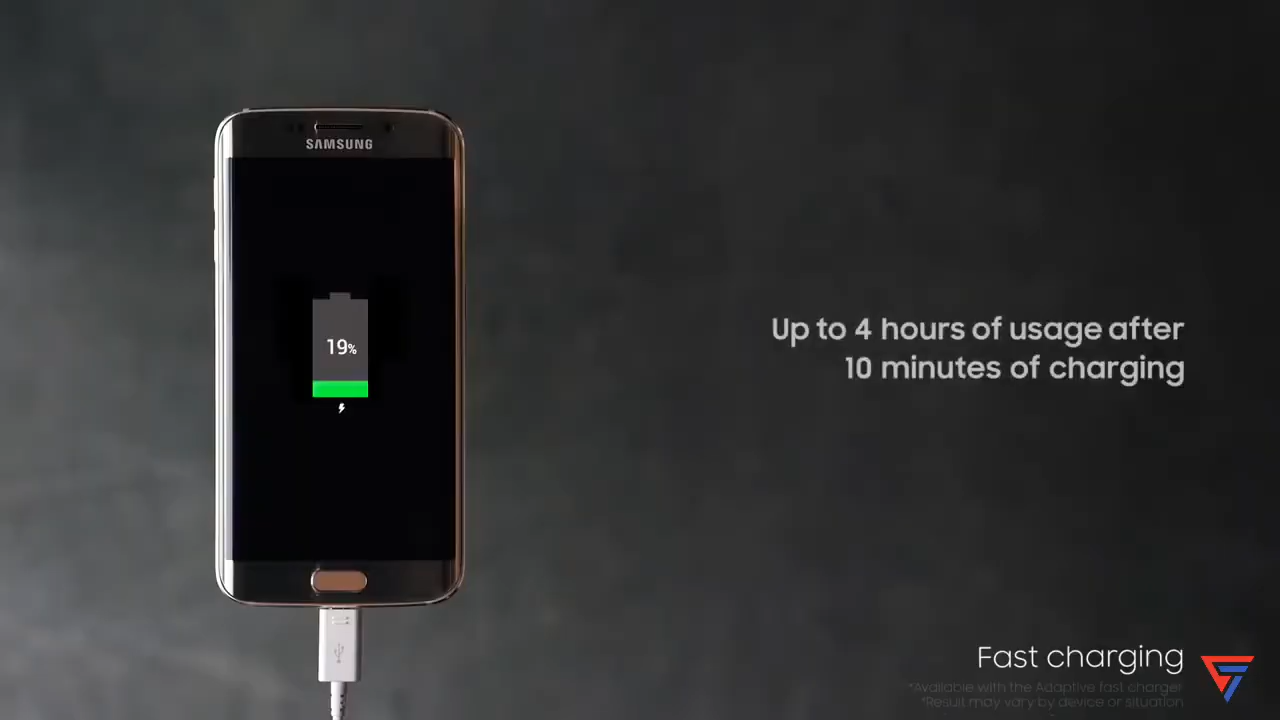 SAMSUNG
19%
Up to 4 hours of usage after
10 minutes of charging
Fast charging
*Available with the Adaptive fast charger
*Result may vary by device or situation